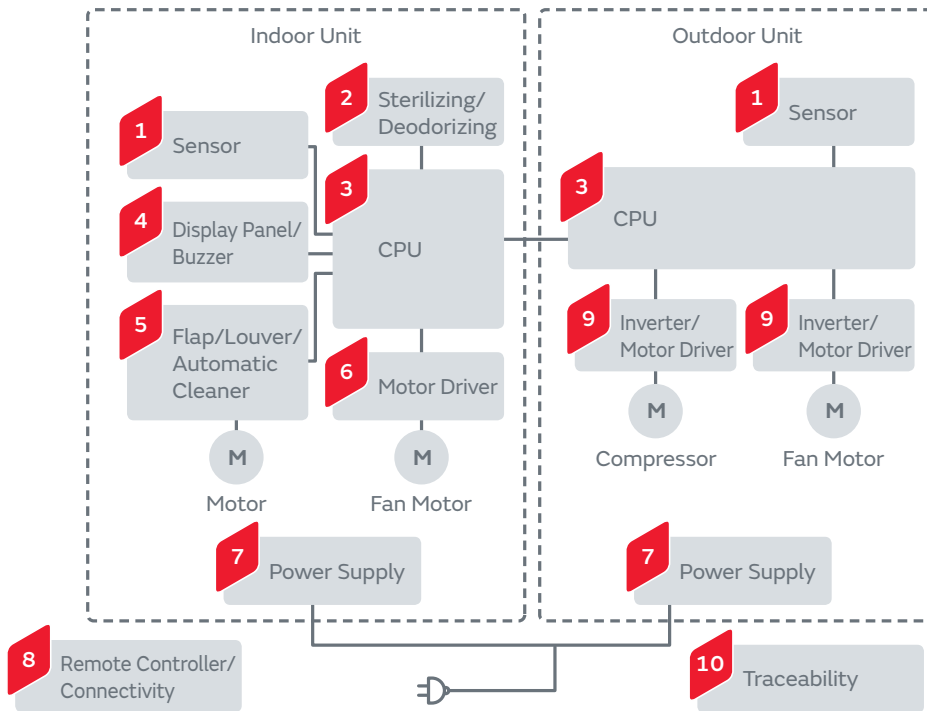 Indoor Unit
1
Sensor
2
Sterilizing/
Deodorizing
3
CPU
4
Display Panel/
Buzzer
5
Flap/Louver/
Automatic
Cleaner
M
Motor
6
Motor Driver
M
Fan Motor
7
Power Supply
Outdoor Unit
1
Sensor
3
CPU
9
Inverter/
Motor Driver
M
Compressor
9
Inverter/
Motor Driver
M
Fan Motor
7
Power Supply
8
Remote Controller/
Connectivity
10
Traceability